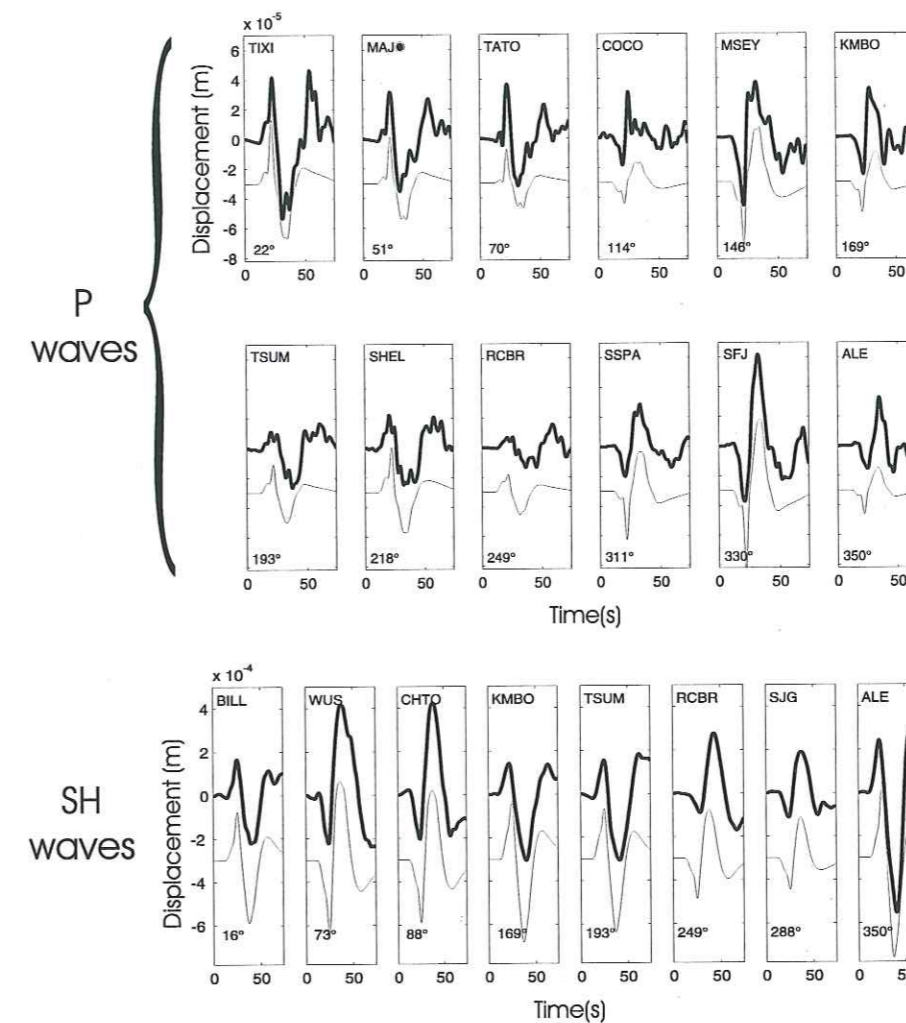 x 10⁻⁵
TIXI MAJ TATO COCO MSEY KMBO
6
4
2
0
-2
-4
-6
-8
Displacement (m)
22° 51° 70° 114° 146° 169°
0 50 0 50 0 50 0 50 0 50 0 50
P
waves
TSUM SHEL RCBR SSPA SFJ ALE
193° 218° 249° 311° 330° 350°
0 50 0 50 0 50 0 50 0 50 0 50
Time(s)
x 10⁻⁴
BILL WUS CHTO KMBO TSUM RCBR SJG ALE
4
2
0
-2
-4
-6
Displacement (m)
SH
waves
16° 73° 88° 169° 193° 249° 288° 350°
0 50 0 50 0 50 0 50 0 50 0 50 0 50 0
Time(s)